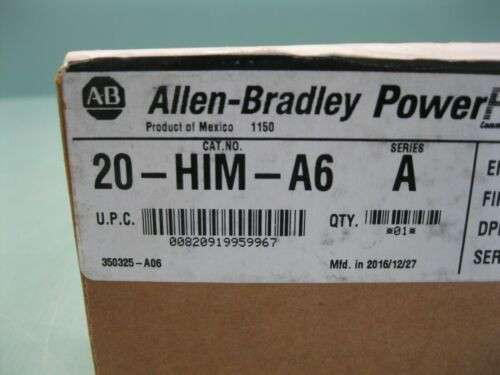 AB Allen-Bradley Power
Product of Mexico 1150
CAT.NO. SERIES
20-HIM-A6 A
U.P.C. QTY.
00820919959967 *01*
350325-A06 Mfd. in 2016/12/27